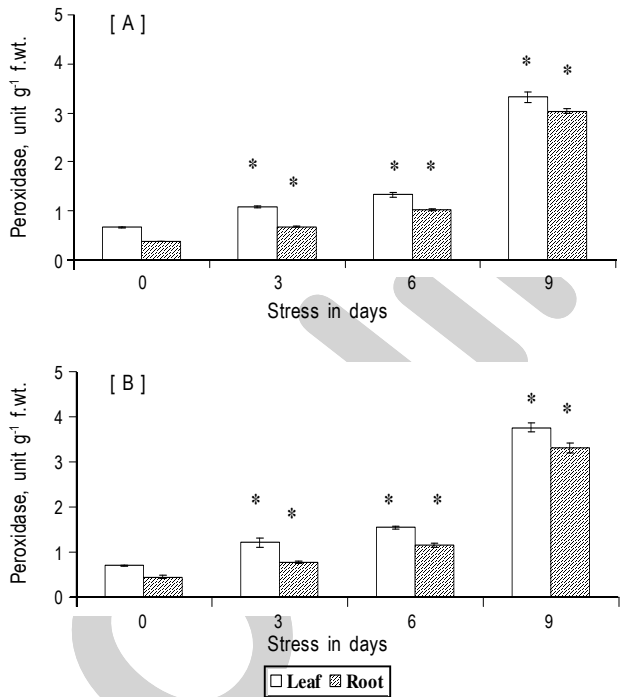 [ A ]
Peroxidase, unit g⁻¹ f.wt.
5
4
3
2
1
0
* *
* *
* *
0 3 6 9
Stress in days
[ B ]
Peroxidase, unit g⁻¹ f.wt.
5
4
3
2
1
0
* *
* *
* *
0 3 6 9
Stress in days
Leaf Root